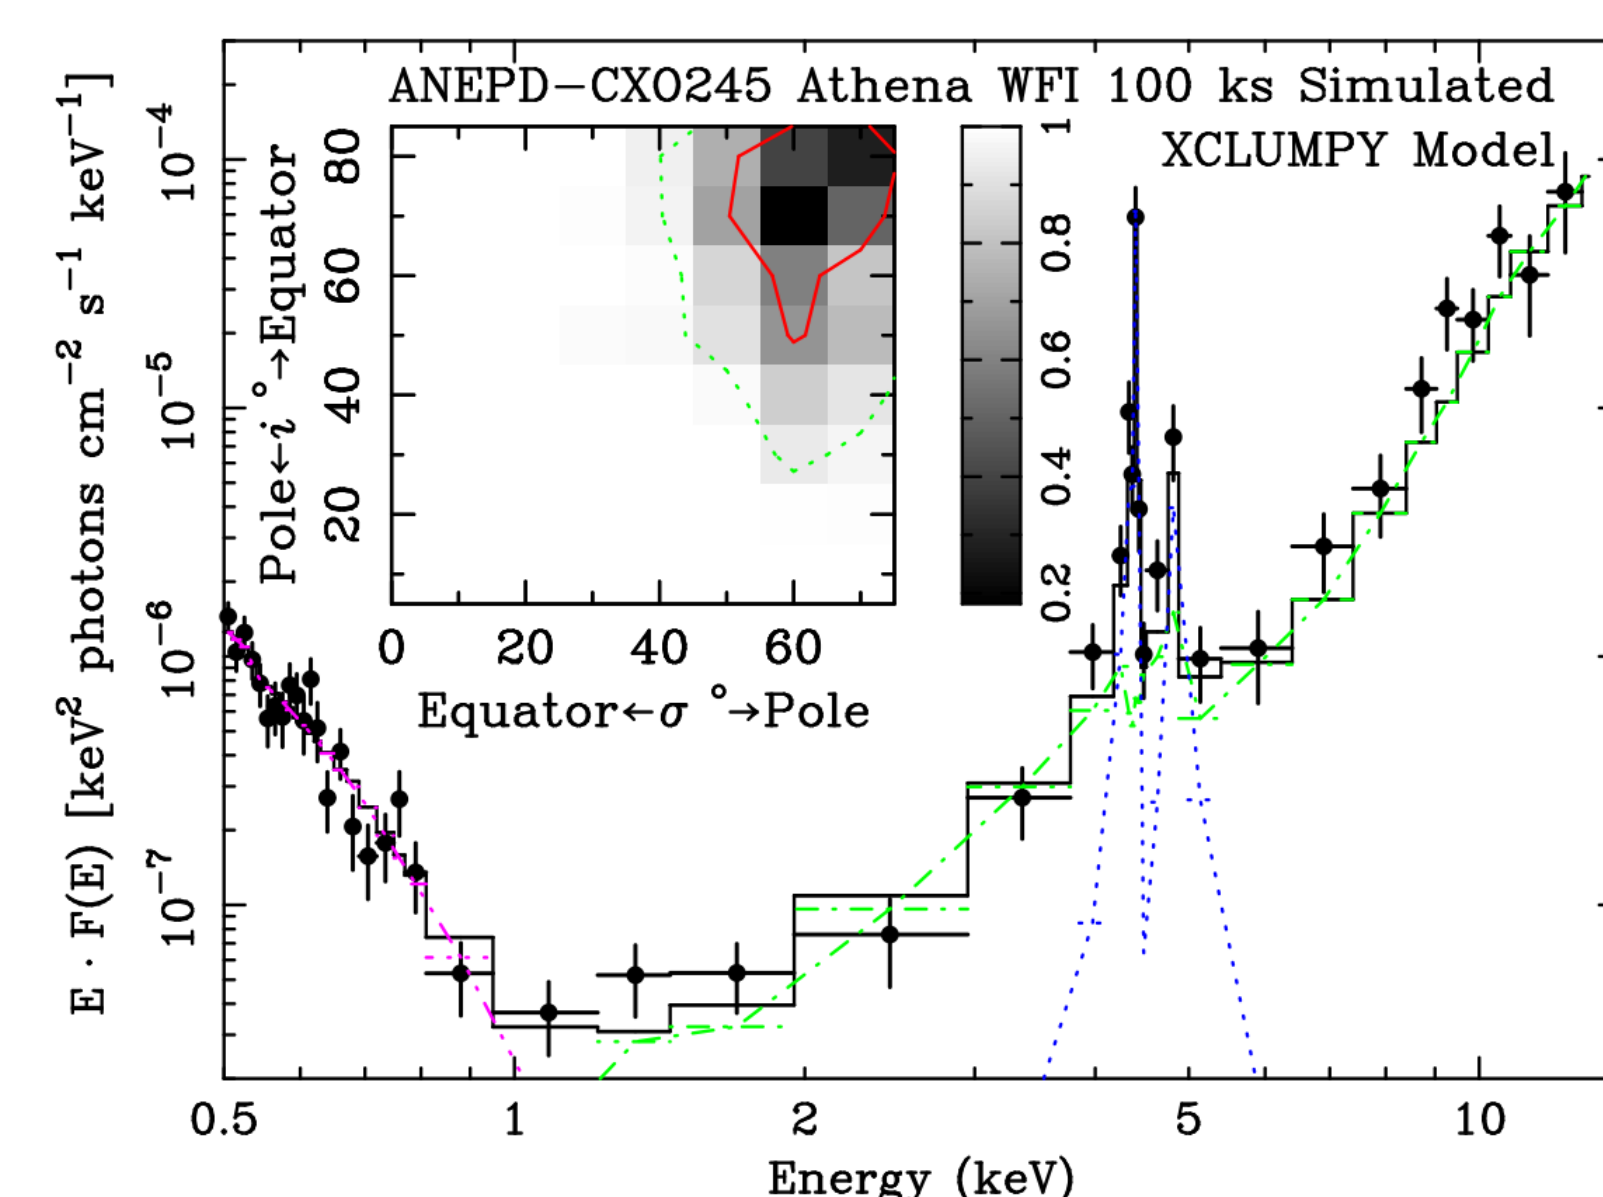 ANEPD-CXO245 Athena WFI 100 ks Simulated
XCLUMPY Model
E · F(E) [keV² photons cm⁻² s⁻¹ keV⁻¹]
10⁻⁴
10⁻⁵
10⁻⁶
10⁻⁷
Pole←i °→Equator
80
60
40
20
0 20 40 60
Equator←σ °→Pole
1
0.8
0.6
0.4
0.2
0.5 1 2 5 10
Energy (keV)